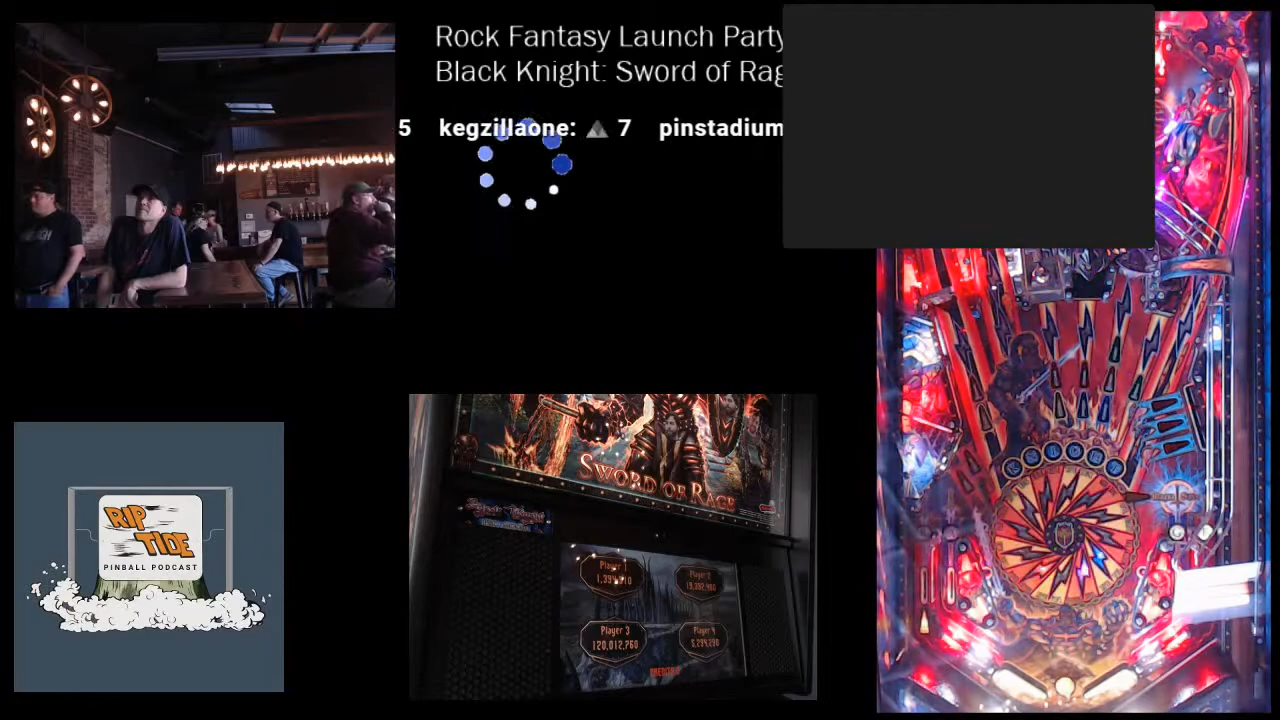 Rock Fantasy Launch Party
Black Knight: Sword of Rag
5 kegzillaone: 7 pinstadium
RIP
TIDE
PINBALL PODCAST
SWORD OF RAGE
Player 1
Player 2
Player 3
120,012,760
Player 4